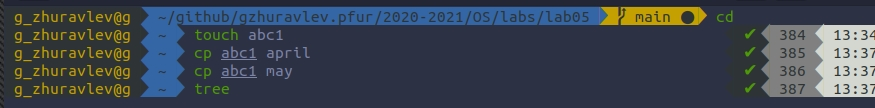 g_zhuravlev@g ~/github/gzhuravlev.pfur/2020-2021/OS/labs/lab05 main ● cd
g_zhuravlev@g ~ touch abc1 ✔ 384 13:34
g_zhuravlev@g ~ cp abc1 april ✔ 385 13:37
g_zhuravlev@g ~ cp abc1 may ✔ 386 13:37
g_zhuravlev@g ~ tree ✔ 387 13:37